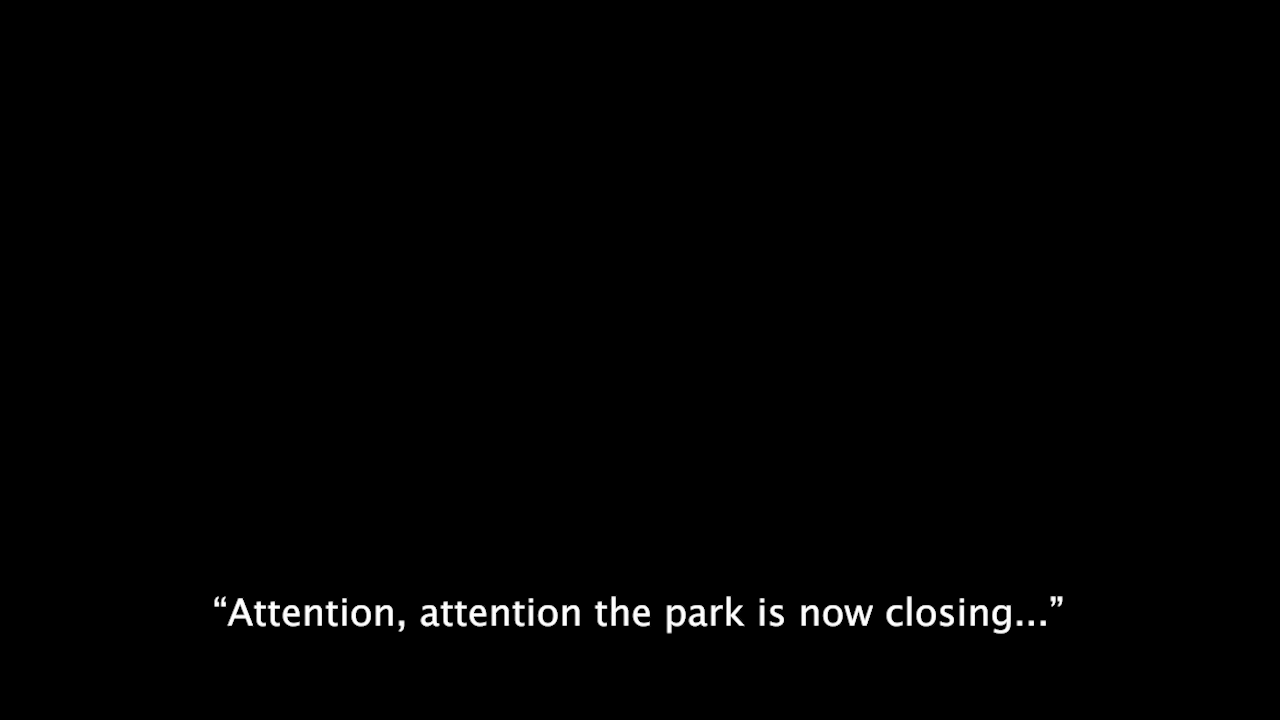 “Attention, attention the park is now closing...”